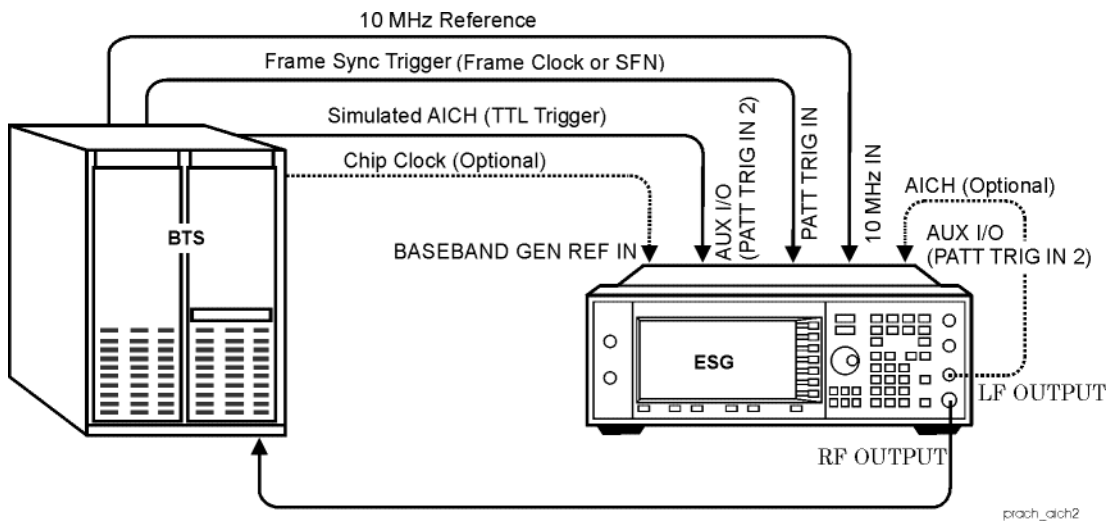 10 MHz Reference
Frame Sync Trigger (Frame Clock or SFN)
Simulated AICH (TTL Trigger)
Chip Clock (Optional)
BTS
BASEBAND GEN REF IN
AUX I/O
(PATT TRIG IN 2)
PATT TRIG IN
10 MHz IN
AICH (Optional)
AUX I/O
(PATT TRIG IN 2)
ESG
LF OUTPUT
RF OUTPUT
prach_aich2